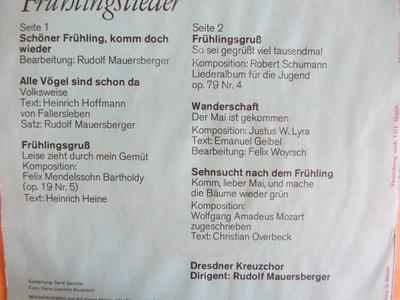 Frühlingslieder
Seite 1
Schöner Frühling, komm doch
wieder
Bearbeitung: Rudolf Mauersberger
Alle Vögel sind schon da
Volksweise
Text: Heinrich Hoffmann
von Fallersleben
Satz: Rudolf Mauersberger
Frühlingsgruß
Leise zieht durch mein Gemüt
Komposition:
Felix Mendelssohn Bartholdy
(op. 19 Nr. 5)
Text: Heinrich Heine
Seite 2
Frühlingsgruß
So sei gegrüßt viel tausendmal
Komposition: Robert Schumann
Liederalbum für die Jugend
op. 79 Nr. 4
Wanderschaft
Der Mai ist gekommen
Komposition: Justus W. Lyra
Text: Emanuel Geibel
Bearbeitung: Felix Woyrsch
Sehnsucht nach dem Frühling
Komm, lieber Mai, und mache
die Bäume wieder grün
Komposition:
Wolfgang Amadeus Mozart
zugeschrieben
Text: Christian Overbeck
Dresdner Kreuzchor
Dirigent: Rudolf Mauersberger
Gestaltung: Gerd Semder